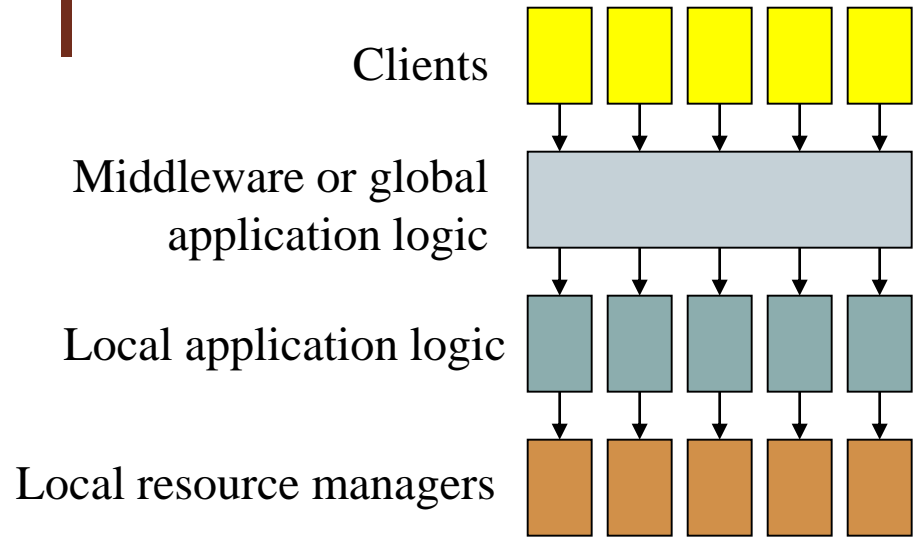 Clients
Middleware or global
application logic
Local application logic
Local resource managers